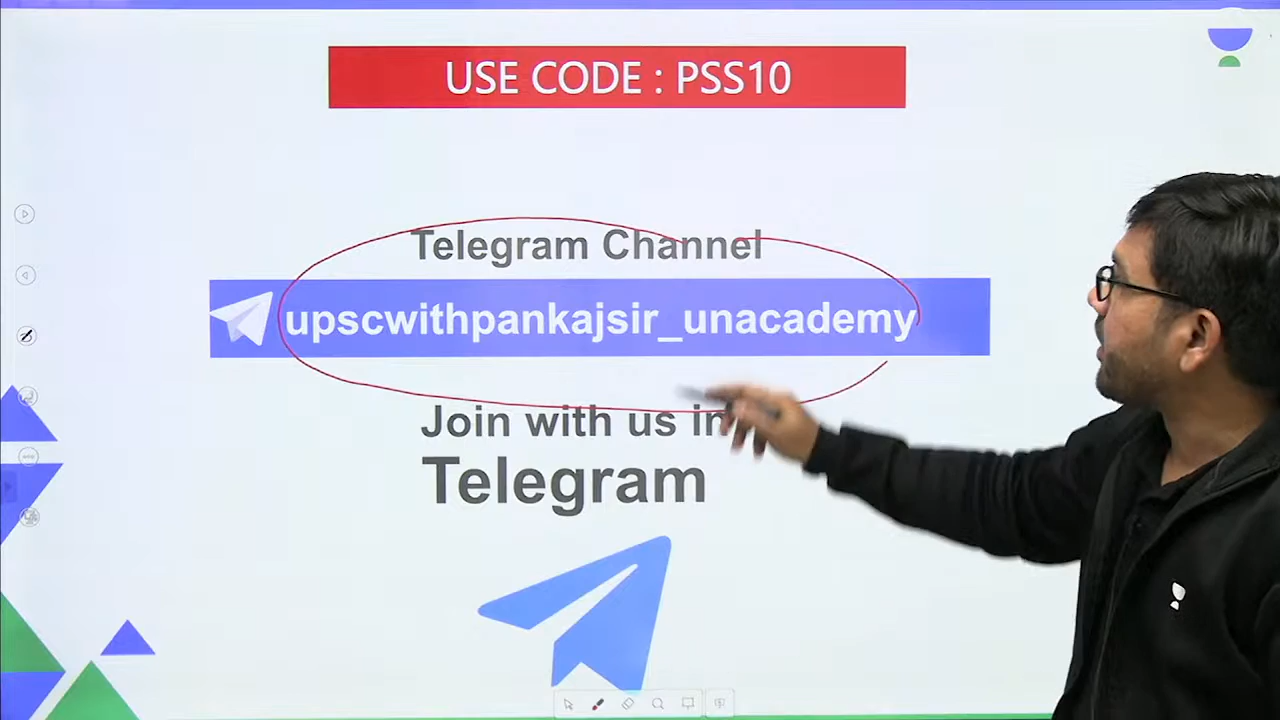 USE CODE : PSS10
Telegram Channel
upscwithpankajsir_unacademy
Join with us in
Telegram